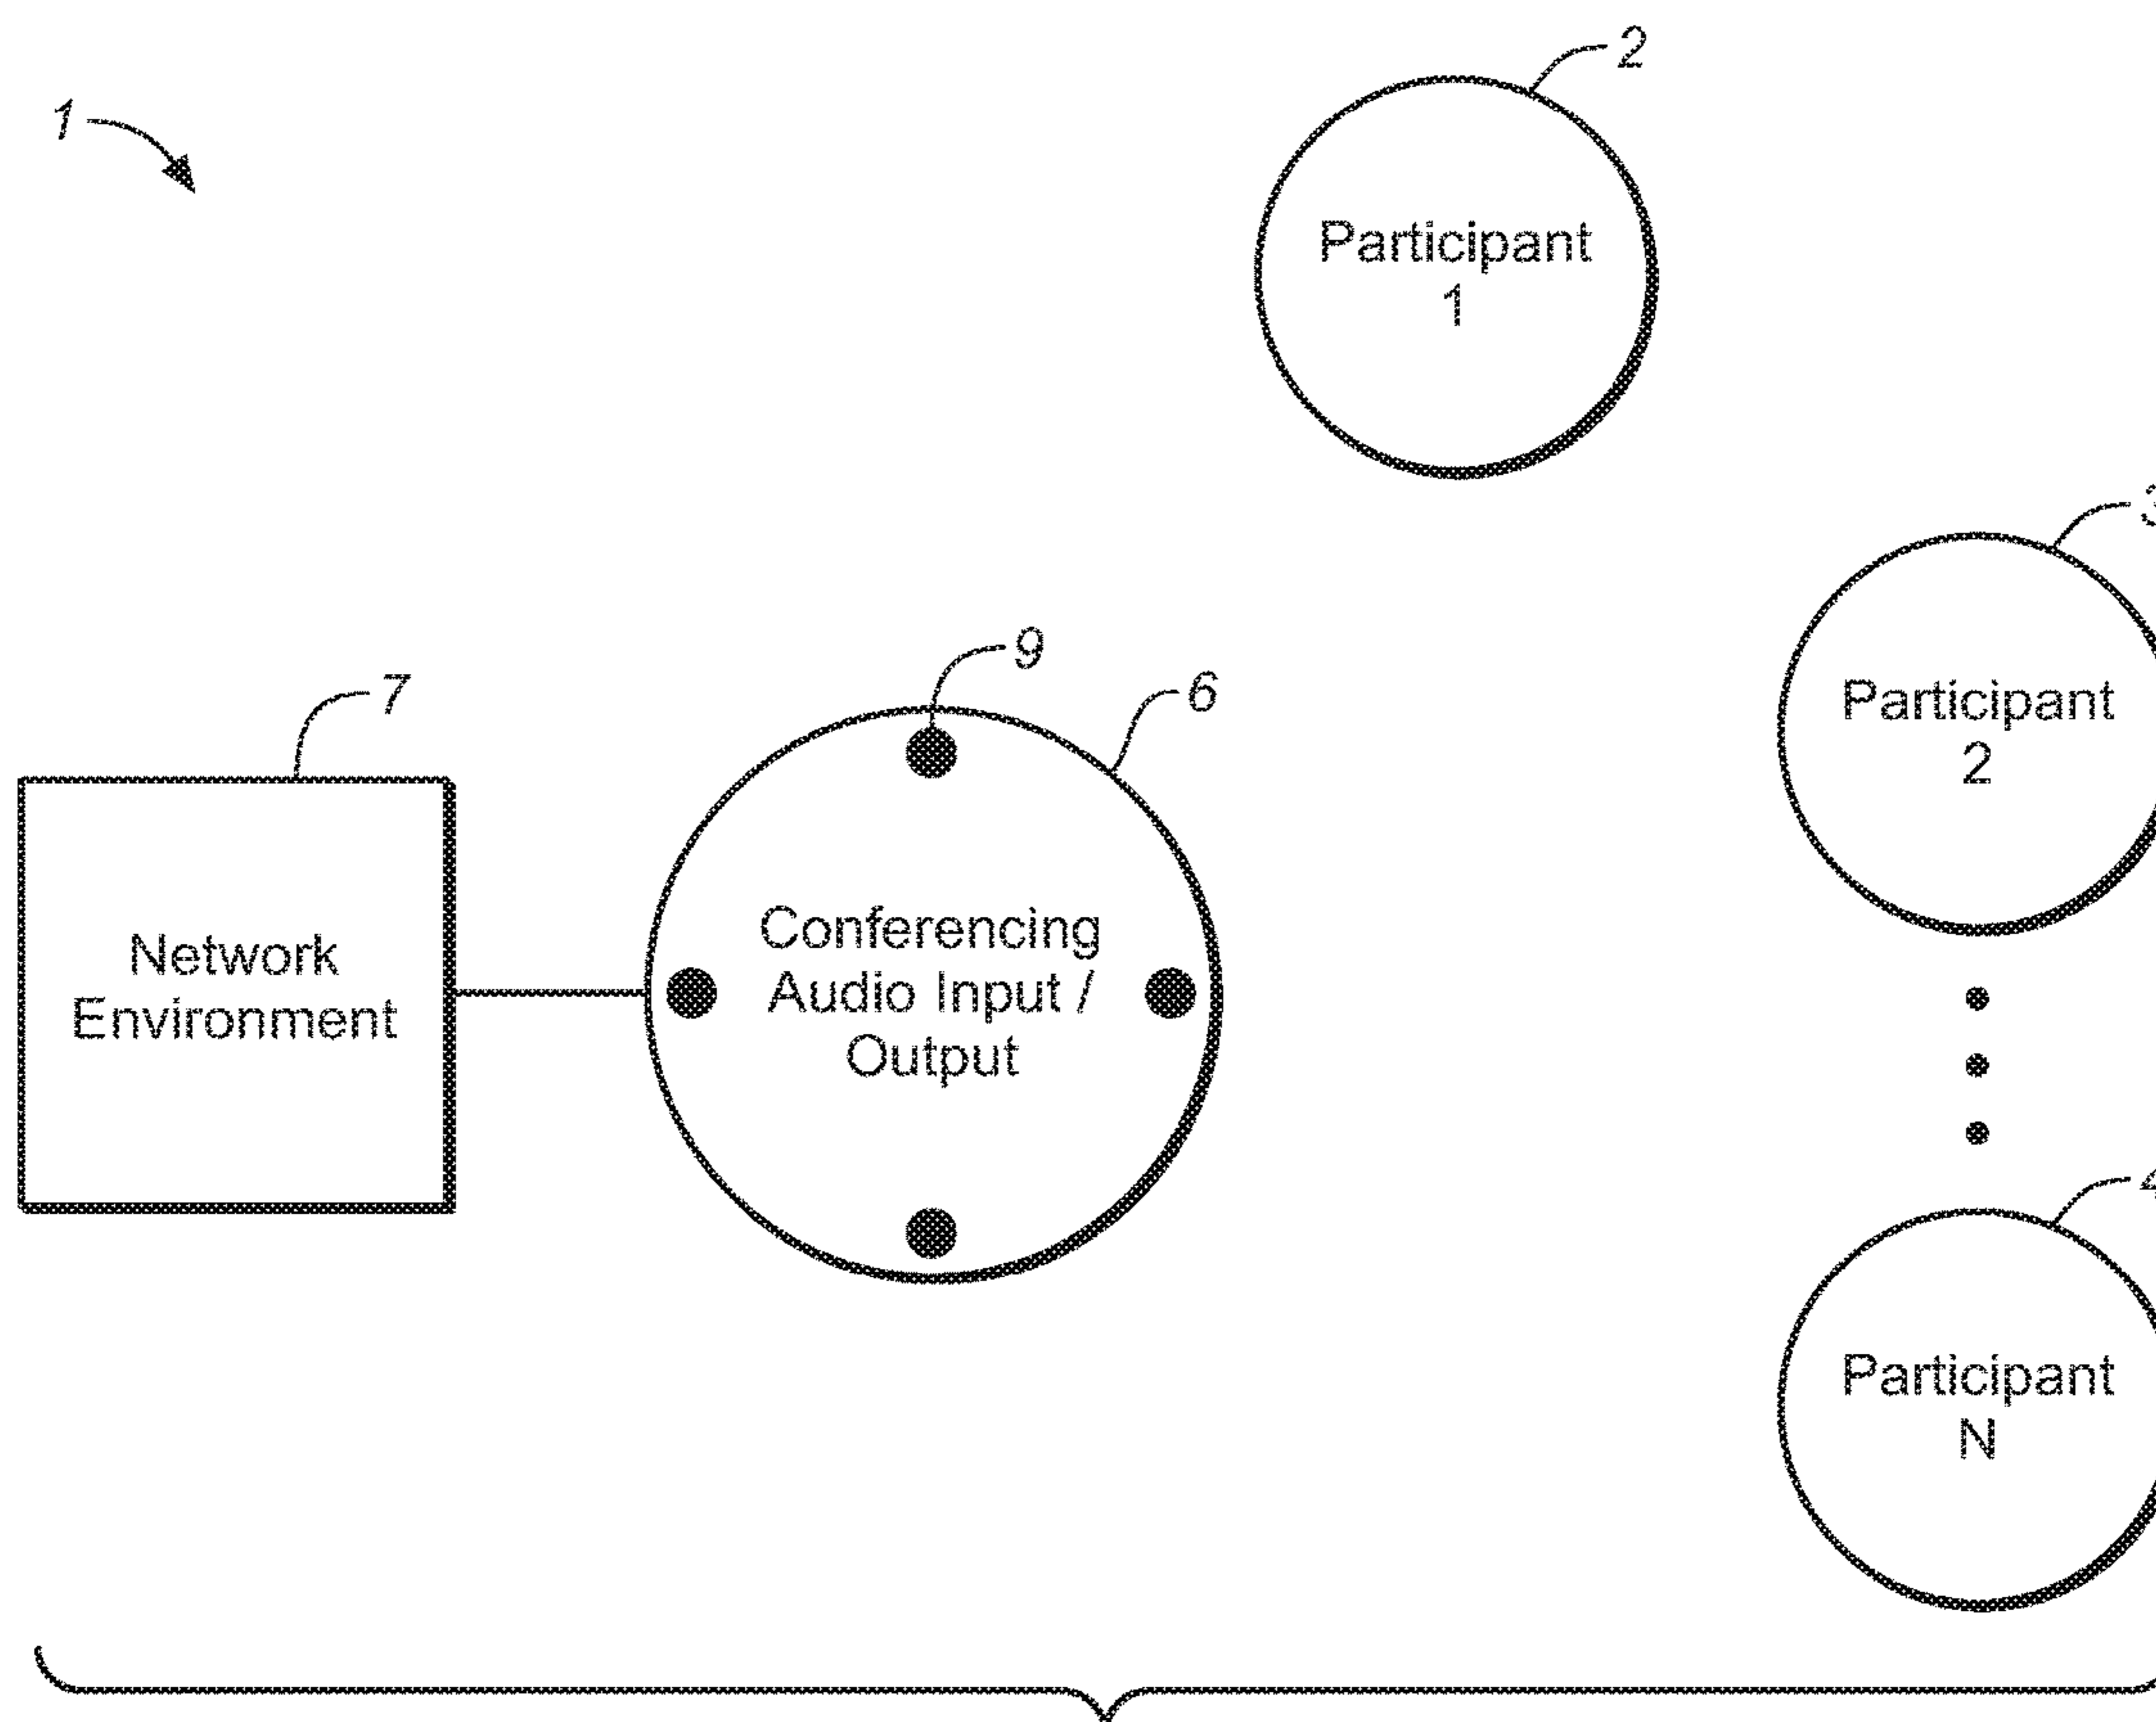 1
2
Participant
1
3
Participant
2
9
6
7
Conferencing
Audio Input /
Output
Network
Environment
4
Participant
N